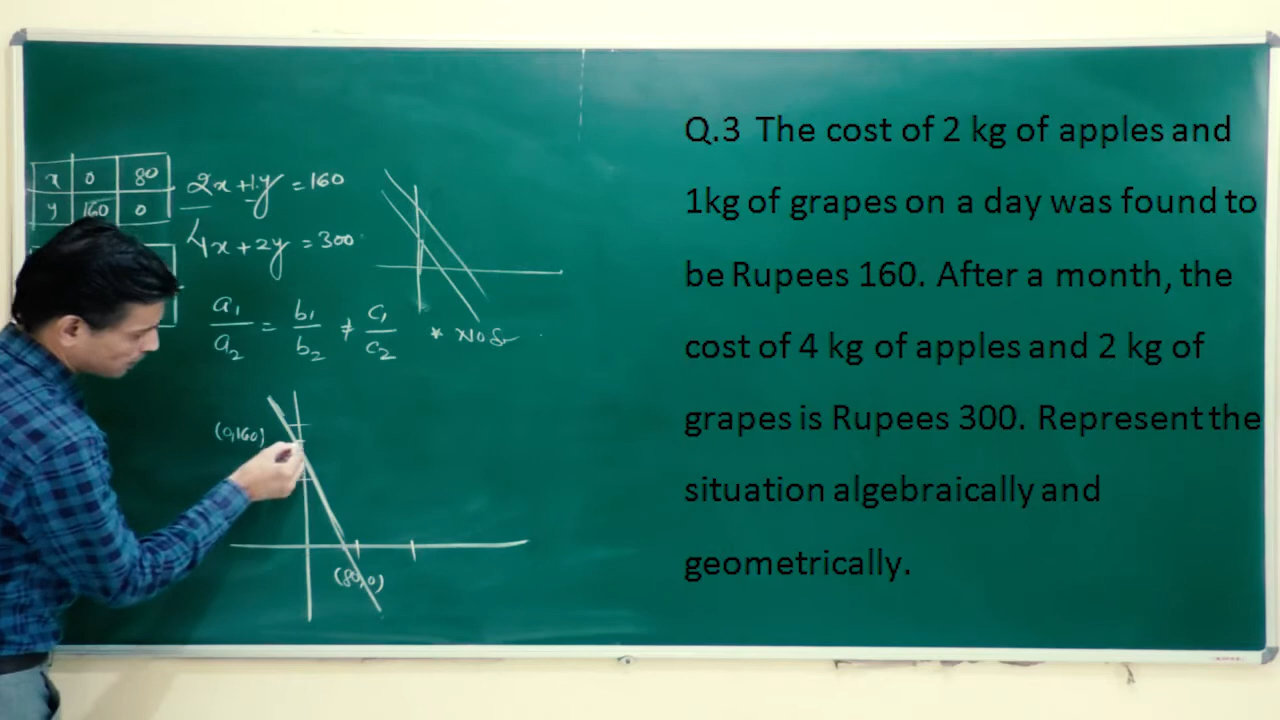 x 0 80
y 160 0
2x + 1.y = 160
4x + 2y = 300
a1/a2 = b1/b2 ≠ c1/c2
(0,160)
(80,0)
Q.3 The cost of 2 kg of apples and
1kg of grapes on a day was found to
be Rupees 160. After a month, the
cost of 4 kg of apples and 2 kg of
grapes is Rupees 300. Represent the
situation algebraically and
geometrically.